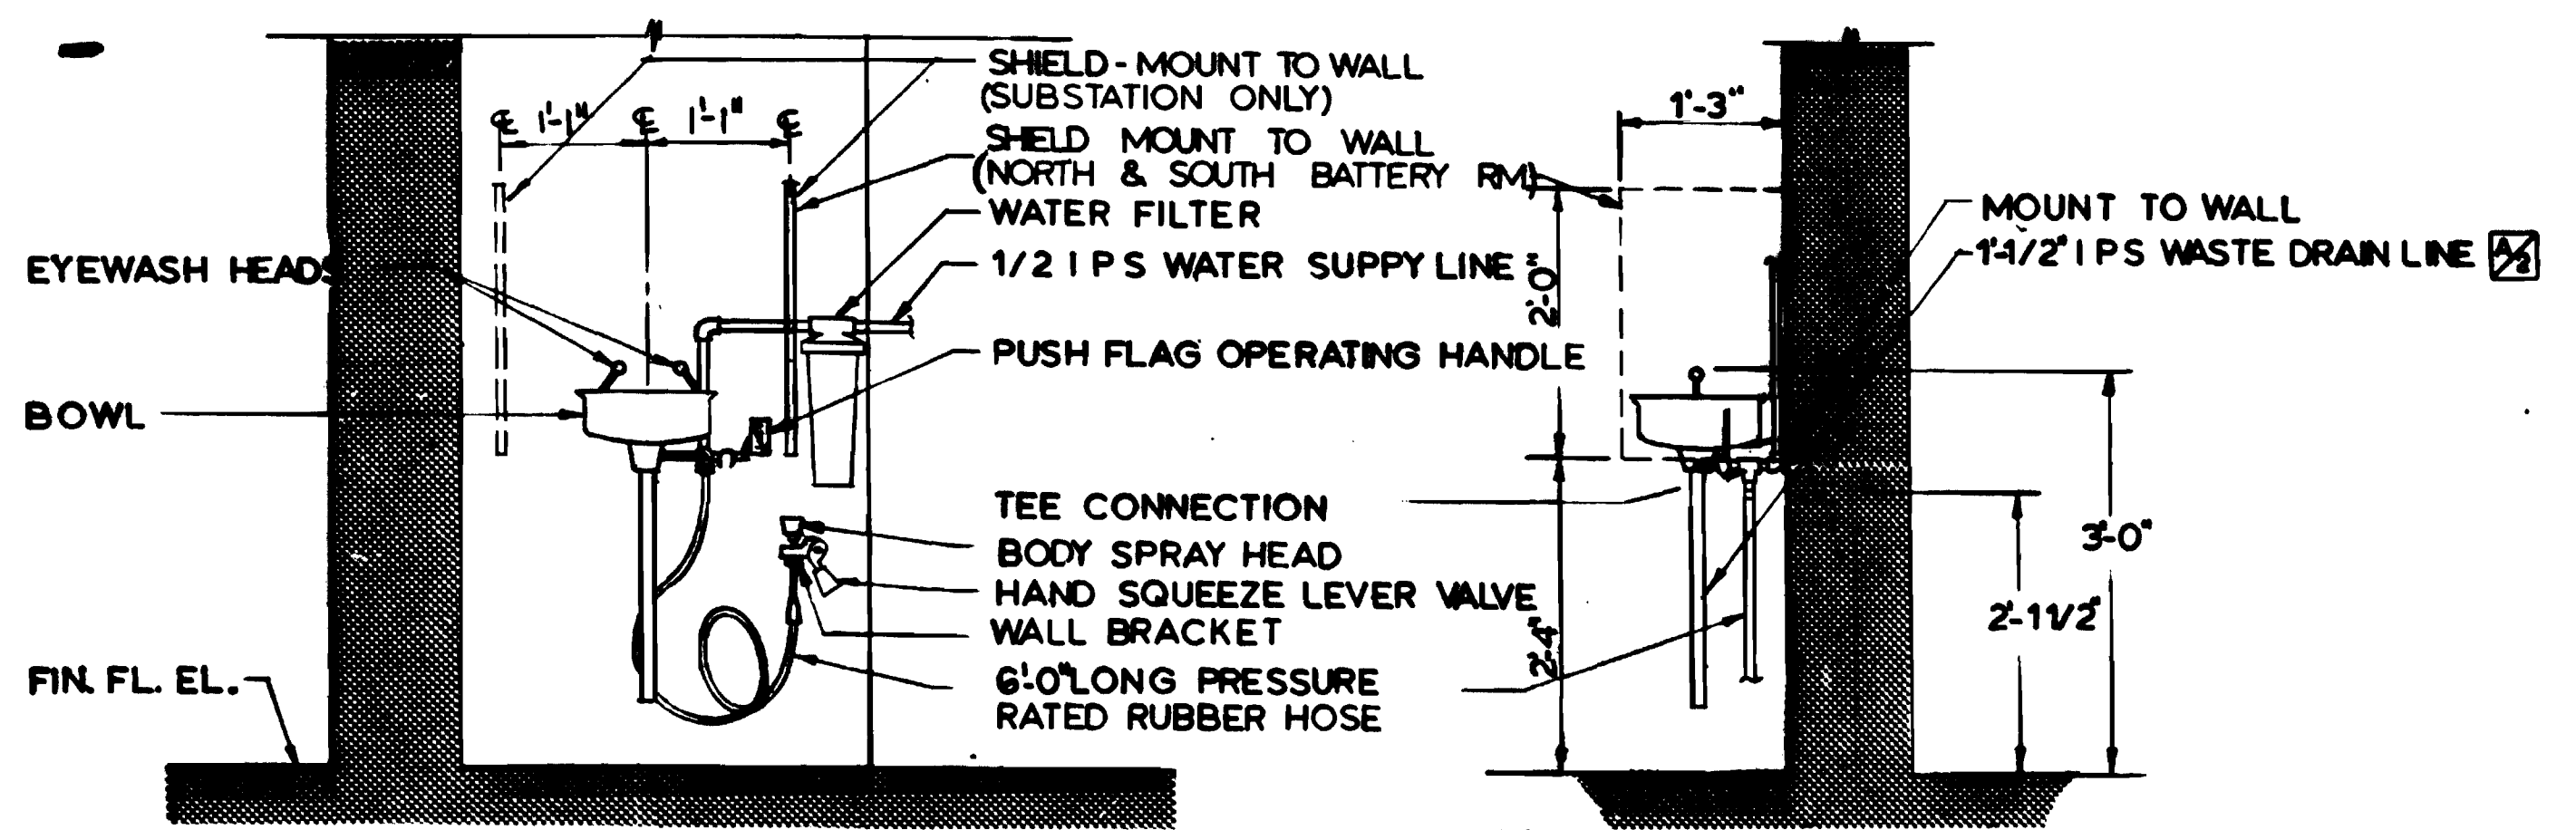 SHIELD - MOUNT TO WALL
(SUBSTATION ONLY)
℄ 1'-1" ℄ 1'-1" ℄
SHIELD MOUNT TO WALL
(NORTH & SOUTH BATTERY RM)
WATER FILTER
EYEWASH HEADS
1/2 I P S WATER SUPPY LINE
PUSH FLAG OPERATING HANDLE
BOWL
TEE CONNECTION
BODY SPRAY HEAD
HAND SQUEEZE LEVER VALVE
WALL BRACKET
FIN. FL. EL.
6'-0" LONG PRESSURE
RATED RUBBER HOSE
1'-3"
MOUNT TO WALL
1'-1/2" I P S WASTE DRAIN LINE A/2
2'-0"
3'-0"
2'-11/2"
2'-4"